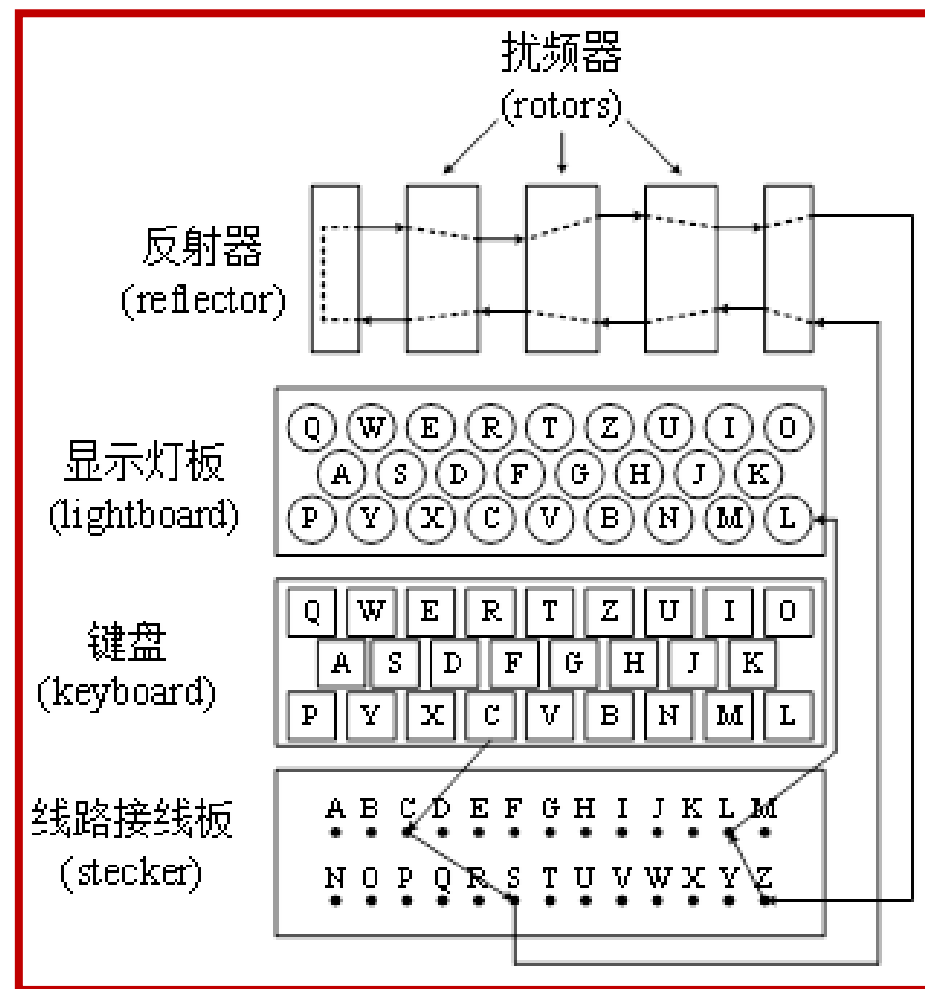 扰频器
(rotors)
反射器
(reflector)
Q W E R T Z U I O
A S D F G H J K
P Y X C V B N M L
显示灯板
(lightboard)
Q W E R T Z U I O
A S D F G H J K
P Y X C V B N M L
键盘
(keyboard)
A B C D E F G H I J K L M
N O P Q R S T U V W X Y Z
线路接线板
(stecker)